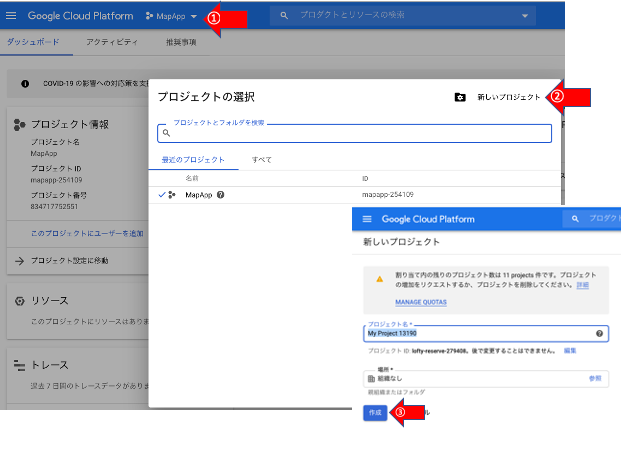 Google Cloud Platform
MapApp
①
プロダクトとリソースの検索
ダッシュボード
アクティビティ
推奨事項
COVID-19 の影響への対応策を支
プロジェクトの選択
新しいプロジェクト
②
プロジェクトとフォルダを検索
最近のプロジェクト
すべて
名前
ID
MapApp
mapapp-254109
プロジェクト情報
プロジェクト名
MapApp
プロジェクト ID
mapapp-254109
プロジェクト番号
834717752551
このプロジェクトにユーザーを追加
プロジェクト設定に移動
リソース
このプロジェクトにリソースはありま
トレース
過去 7 日間のトレースデータがありま
Google Cloud Platform
プロダク
新しいプロジェクト
割り当て内の残りのプロジェクト数は 11 projects 件です。プロジェクト
の増加をリクエストするか、プロジェクトを削除してください。 詳細
MANAGE QUOTAS
プロジェクト名 *
My Project 13190
プロジェクト ID: lofty-reserve-279408。後で変更することはできません。 編集
場所 *
組織なし
参照
親組織またはフォルダ
作成
③
ル